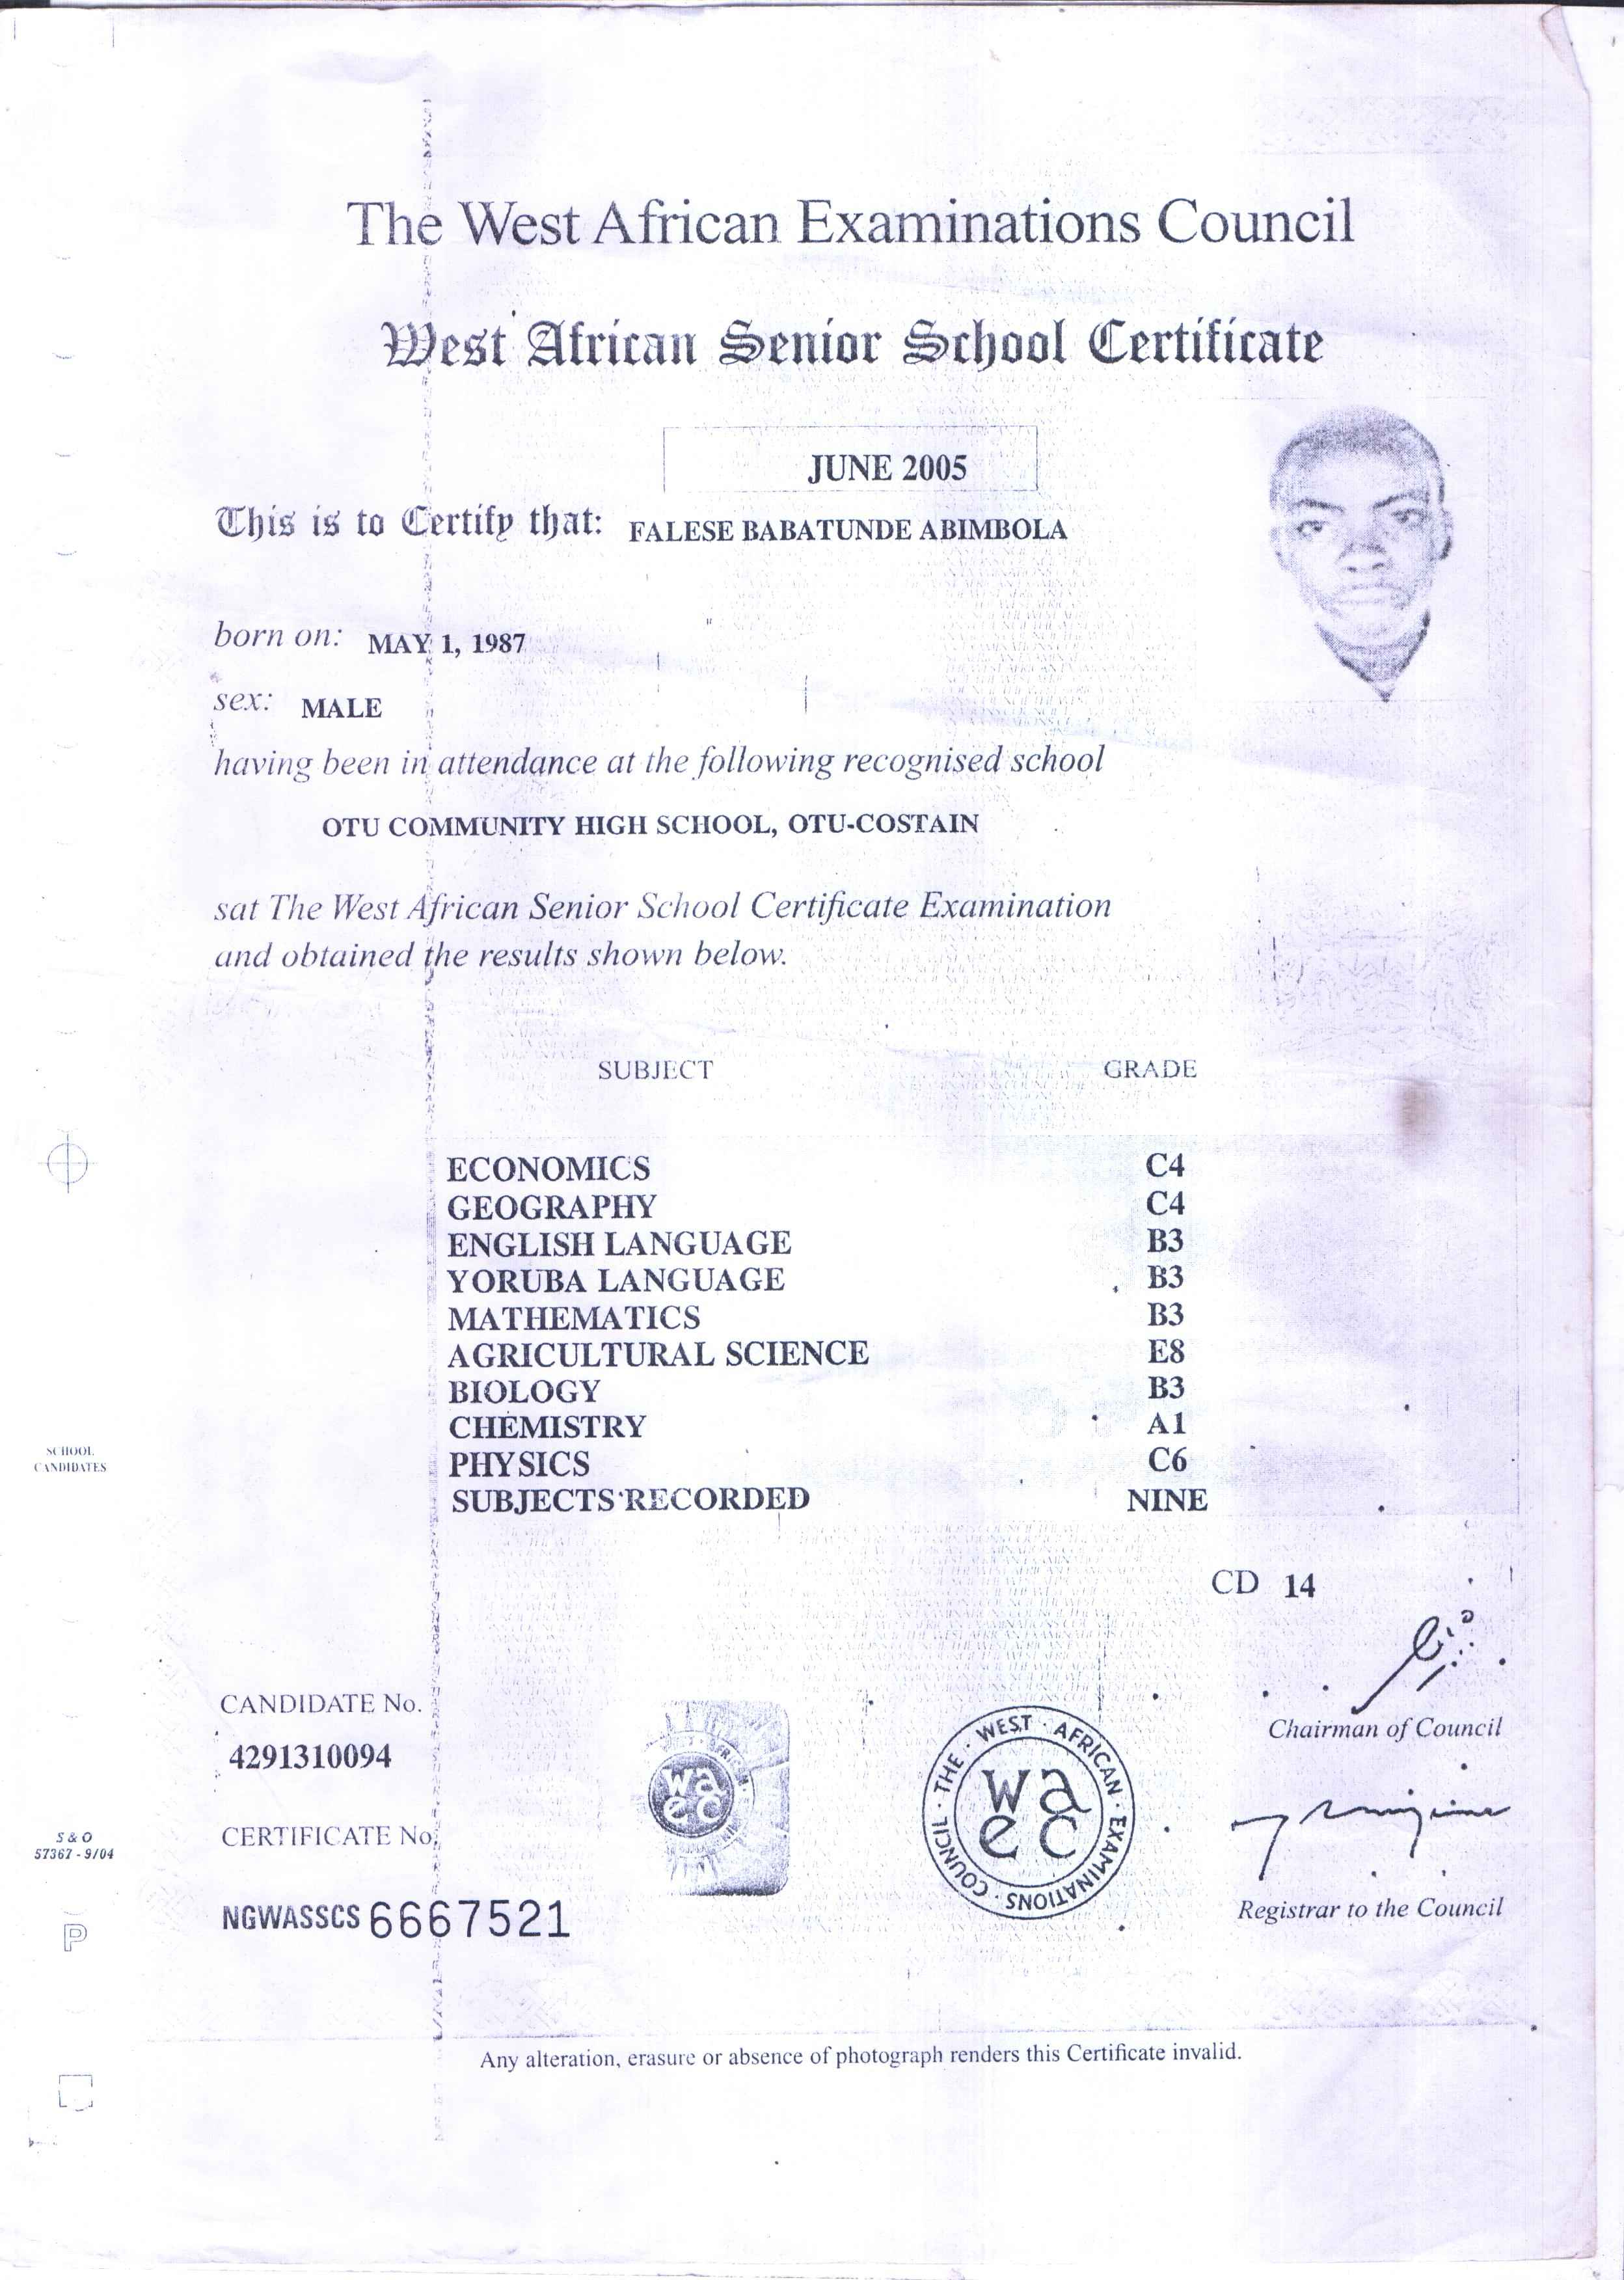 The West African Examinations Council
West African Senior School Certificate
JUNE 2005
This is to Certify that: FALESE BABATUNDE ABIMBOLA
born on: MAY 1, 1987
sex: MALE
having been in attendance at the following recognised school
OTU COMMUNITY HIGH SCHOOL, OTU-COSTAIN
sat The West African Senior School Certificate Examination
and obtained the results shown below.
SUBJECT GRADE
ECONOMICS C4
GEOGRAPHY C4
ENGLISH LANGUAGE B3
YORUBA LANGUAGE B3
MATHEMATICS B3
AGRICULTURAL SCIENCE E8
BIOLOGY B3
CHEMISTRY A1
PHYSICS C6
SUBJECTS RECORDED NINE
SCHOOL
CANDIDATES
CD 14
Chairman of Council
CANDIDATE No.
4291310094
CERTIFICATE No.
NGWASSCS 6667521
S & O
57367 - 9/04
P
wa
ec
THE · WEST · AFRICAN · EXAMINATIONS · COUNCIL
wa
ec
Registrar to the Council
Any alteration, erasure or absence of photograph renders this Certificate invalid.